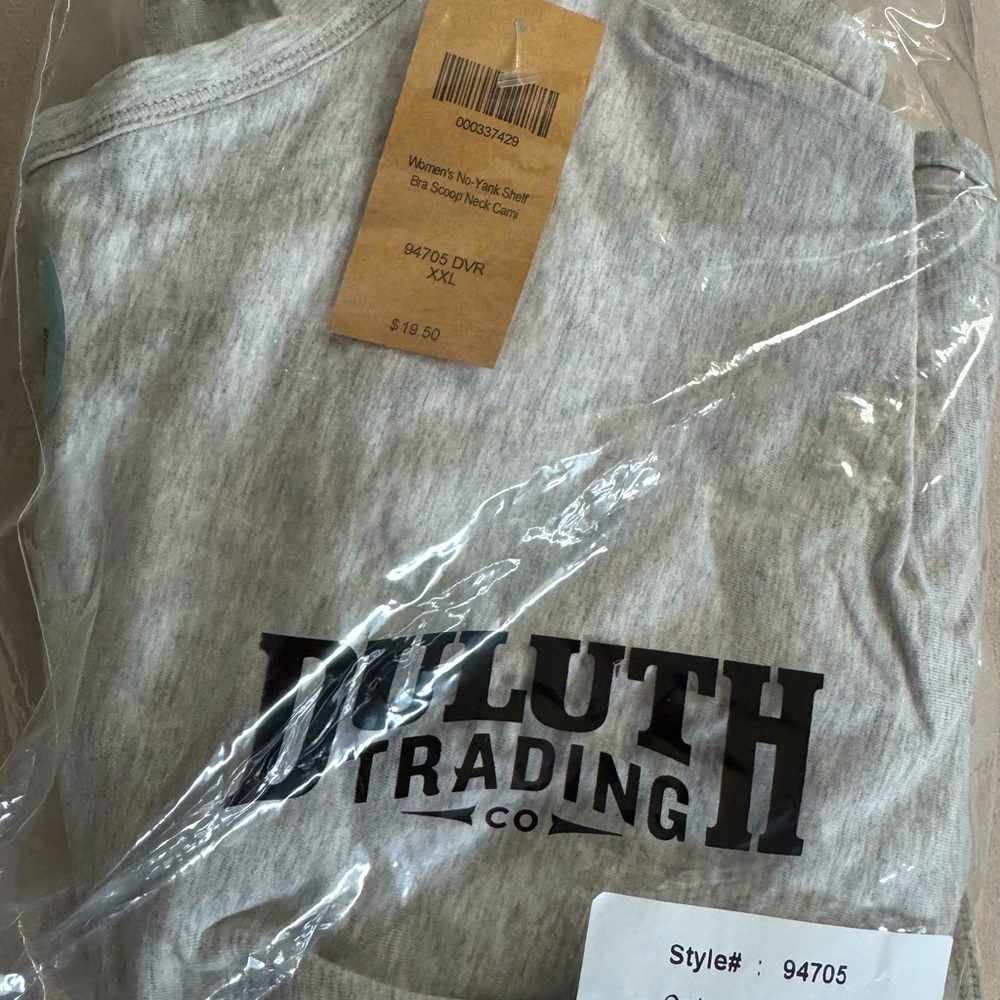 000337429
Women's No-Yank Shelf
Bra Scoop Neck Cami
94705 DVR
XXL
$19.50
DULUTH
TRADING
CO
Style# : 94705